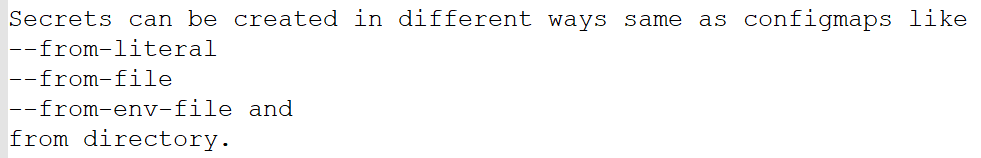 Secrets can be created in different ways same as configmaps like
--from-literal
--from-file
--from-env-file and
from directory.